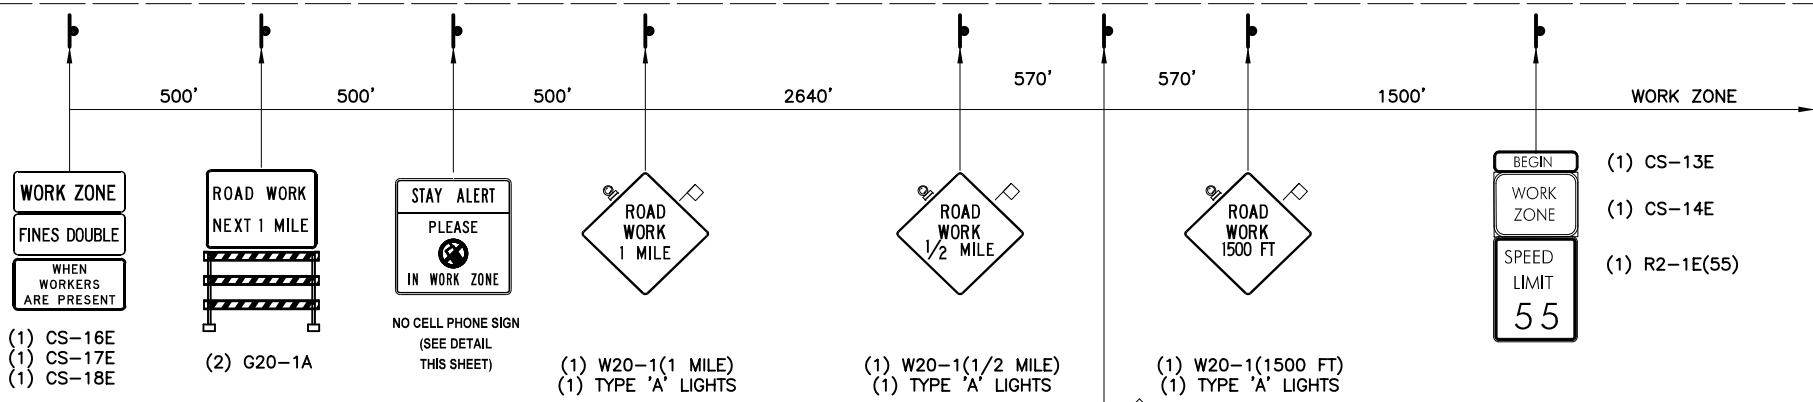 500'
500'
500'
2640'
570'
570'
1500'
WORK ZONE
WORK ZONE
FINES DOUBLE
WHEN
WORKERS
ARE PRESENT
(1) CS-16E
(1) CS-17E
(1) CS-18E
ROAD WORK
NEXT 1 MILE
(2) G20-1A
STAY ALERT
PLEASE
IN WORK ZONE
NO CELL PHONE SIGN
(SEE DETAIL
THIS SHEET)
ROAD
WORK
1 MILE
(1) W20-1(1 MILE)
(1) TYPE 'A' LIGHTS
ROAD
WORK
1/2 MILE
(1) W20-1(1/2 MILE)
(1) TYPE 'A' LIGHTS
ROAD
WORK
1500 FT
(1) W20-1(1500 FT)
(1) TYPE 'A' LIGHTS
BEGIN
WORK
ZONE
SPEED
LIMIT
55
(1) CS-13E
(1) CS-14E
(1) R2-1E(55)